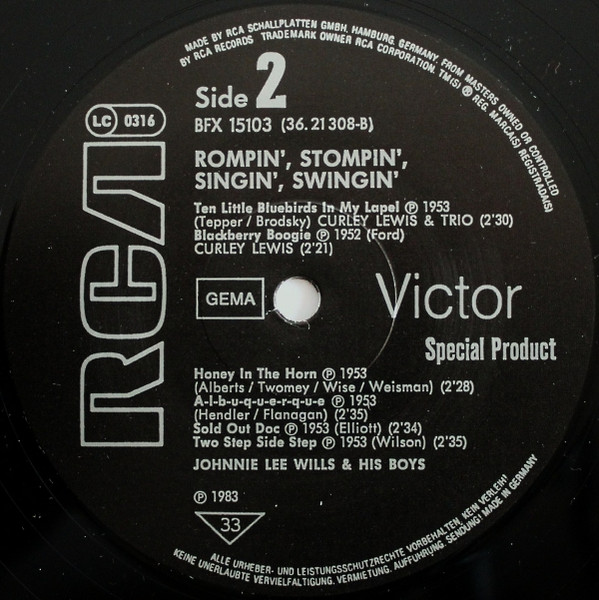 MADE BY RCA SCHALLPLATTEN GMBH, HAMBURG, GERMANY, FROM MASTERS OWNED OR CONTROLLED
BY RCA RECORDS TRADEMARK OWNER RCA CORPORATION. TM(S) ® REG. MARCA(S) REGISTRADA(S)
Side 2
LC 0316
BFX 15103 (36.21308-B)
ROMPIN', STOMPIN',
SINGIN', SWINGIN'
Ten Little Bluebirds In My Lapel ℗ 1953
(Tepper / Brodsky) CURLEY LEWIS & TRIO (2'30)
Blackberry Boogie ℗ 1952 (Ford)
CURLEY LEWIS (2'21)
RCA
GEMA
Victor
Special Product
Honey In The Horn ℗ 1953
(Alberts / Twomey / Wise / Weisman) (2'28)
A-l-b-u-q-u-e-r-q-u-e ℗ 1953
(Hendler / Flanagan) (2'35)
Sold Out Doc ℗ 1953 (Elliott) (2'34)
Two Step Side Step ℗ 1953 (Wilson) (2'35)
JOHNNIE LEE WILLS & HIS BOYS
℗ 1983
33
ALLE URHEBER- UND LEISTUNGSSCHUTZRECHTE VORBEHALTEN, KEIN VERLEIH!
KEINE UNERLAUBTE VERVIELFALTIGUNG, VERMIETUNG, AUFFUHRUNG, SENDUNG! MADE IN GERMANY